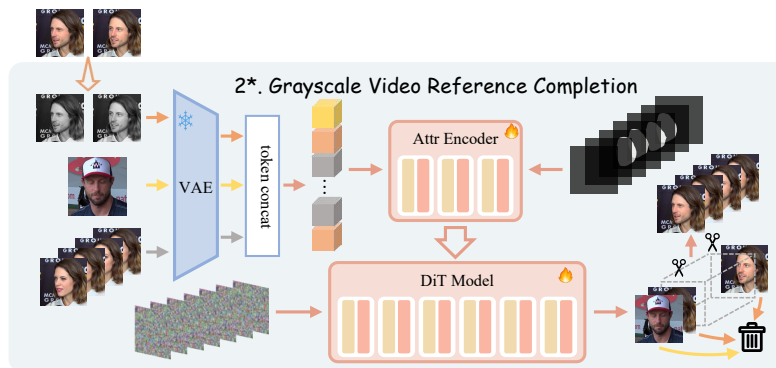 2*. Grayscale Video Reference Completion
VAE
token concat
⋮
Attr Encoder
DiT Model